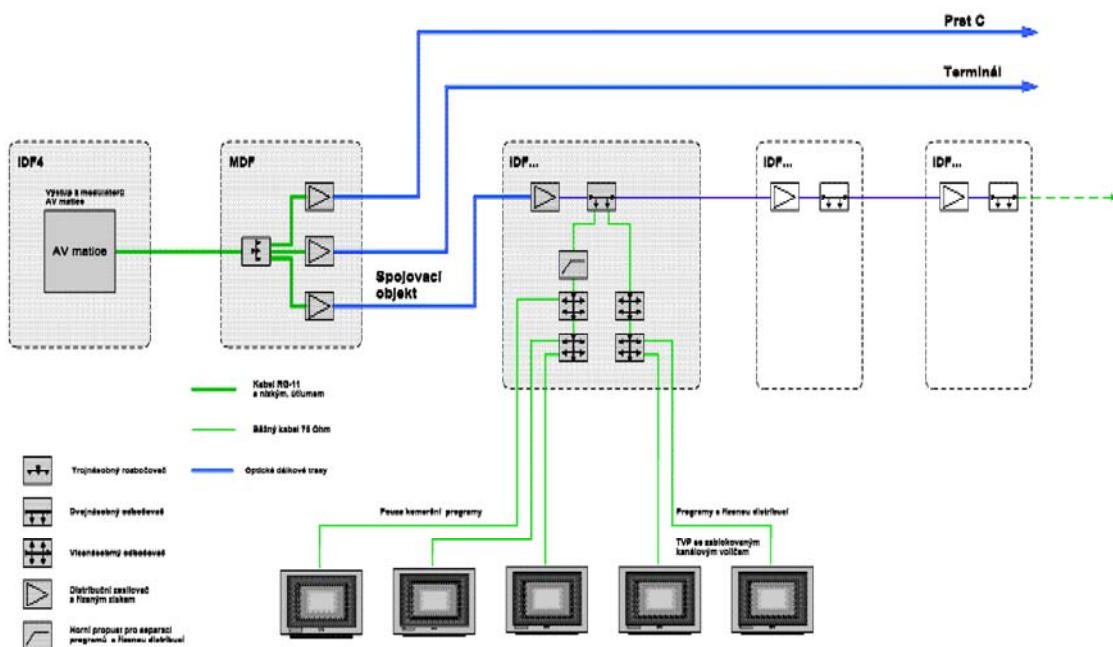 Prst C
Terminál
IDF4
MDF
IDF...
IDF...
IDF...
Výstup z modulátorů
AV matice
AV matice
Spojovací
objekt
Kabel RG-11
s nízkým, útlumem
Běžný kabel 75 Ohm
Optické dálkové trasy
Trojnásobný rozbočovač
Dvojnásobný odbočovač
Vícenásobný odbočovač
Distribuční zesilovač
s řízeným ziskem
Horní propust pro separaci
programů s řízenou distribucí
Pouze komerční programy
Programy s řízenou distribucí
TVP se zablokovaným
kanálovým voličem